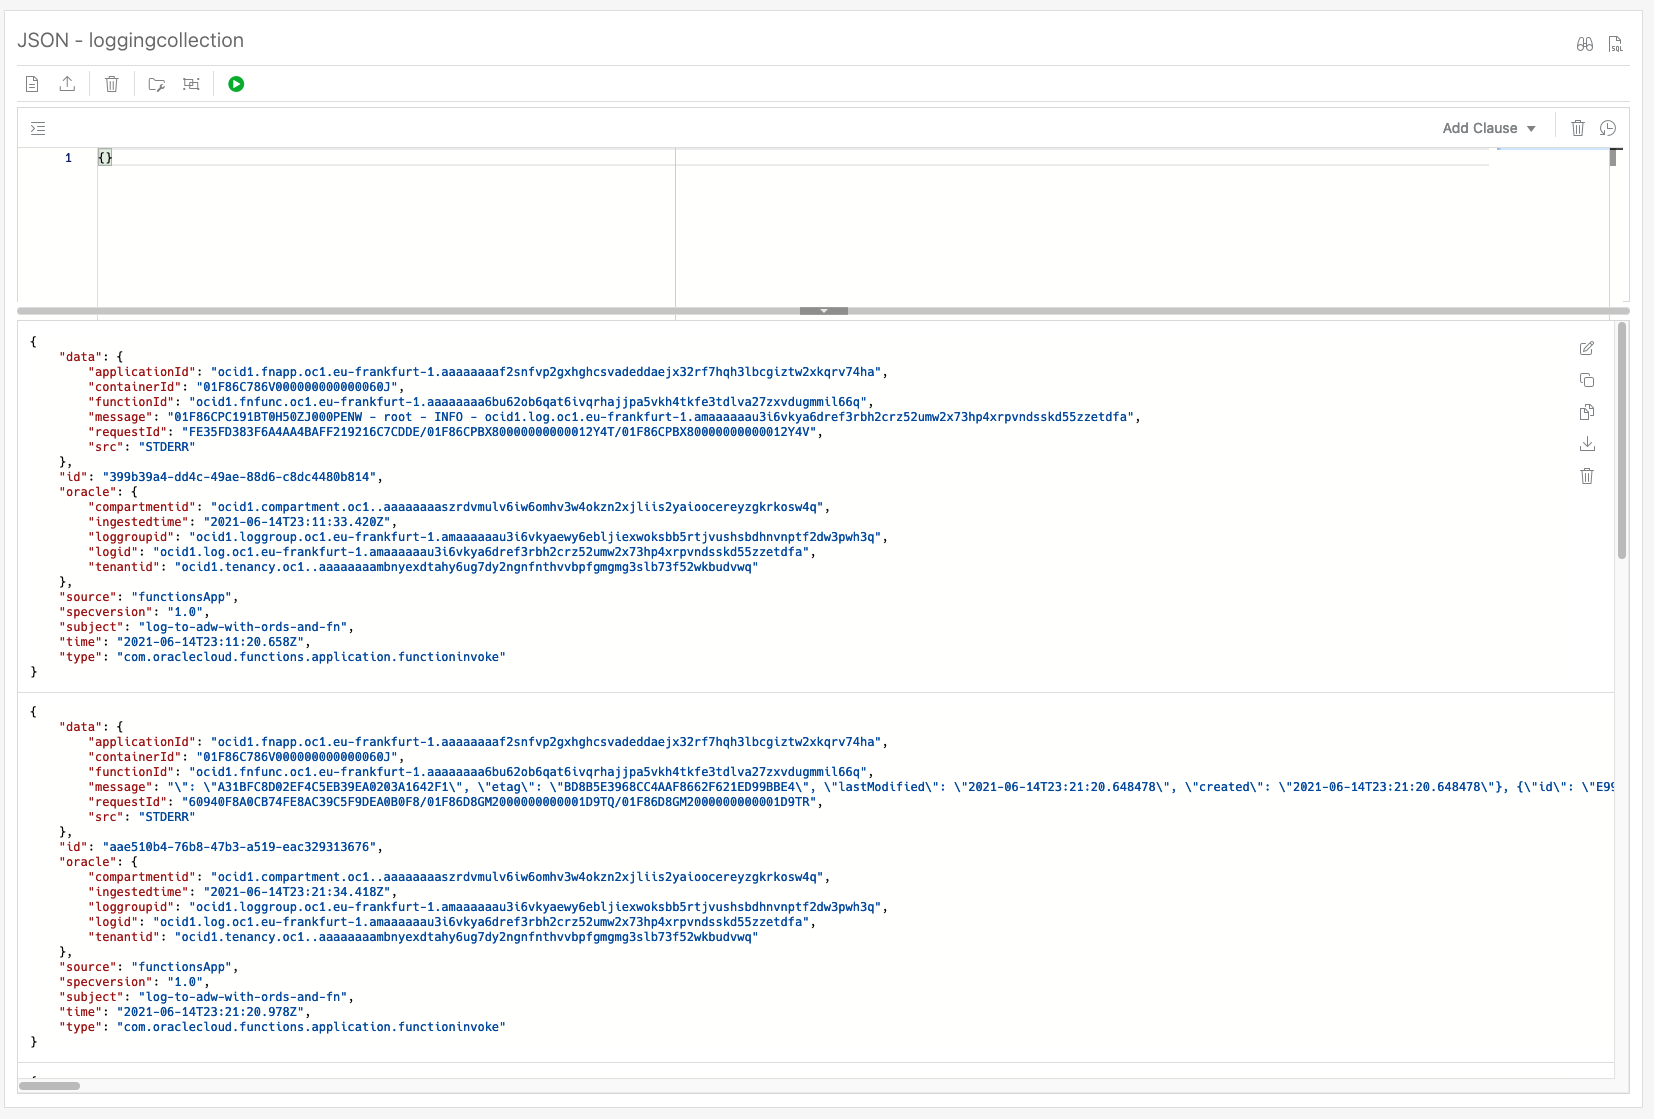 JSON - loggingcollection
SQL
Add Clause
1 {}
{
"data": {
"applicationId": "ocid1.fnapp.oc1.eu-frankfurt-1.aaaaaaaaf2snfvp2gxhghcsvadeddaejx32rf7hqh3lbcgiztw2xkqrv74ha",
"containerId": "01F86C786V000000000000060J",
"functionId": "ocid1.fnfunc.oc1.eu-frankfurt-1.aaaaaaaa6bu62ob6qat6ivqrhajjpa5vkh4tkfe3tdlva27zxvdugmmil66q",
"message": "01F86CPC191BT0H50ZJ000PENW - root - INFO - ocid1.log.oc1.eu-frankfurt-1.amaaaaaau3i6vkya6dref3rbh2crz52umw2x73hp4xrpvndsskd55zzetdfa",
"requestId": "FE35FD383F6A4AA4BAFF219216C7CDDE/01F86CPBX80000000000012Y4T/01F86CPBX80000000000012Y4V",
"src": "STDERR"
},
"id": "399b39a4-dd4c-49ae-88d6-c8dc4480b814",
"oracle": {
"compartmentid": "ocid1.compartment.oc1..aaaaaaaaszrdvmulv6iw6omhv3w4okzn2xjliis2yaioocereyzgkrkosw4q",
"ingestedtime": "2021-06-14T23:11:33.420Z",
"loggroupid": "ocid1.loggroup.oc1.eu-frankfurt-1.amaaaaaau3i6vkyaewy6ebljiexwoksbb5rtjvushsbdhnvnptf2dw3pwh3q",
"logid": "ocid1.log.oc1.eu-frankfurt-1.amaaaaaau3i6vkya6dref3rbh2crz52umw2x73hp4xrpvndsskd55zzetdfa",
"tenantid": "ocid1.tenancy.oc1..aaaaaaaambnyexdtahy6ug7dy2ngnfnthvvbpfgmgmg3slb73f52wkbudvwq"
},
"source": "functionsApp",
"specversion": "1.0",
"subject": "log-to-adw-with-ords-and-fn",
"time": "2021-06-14T23:11:20.658Z",
"type": "com.oraclecloud.functions.application.functioninvoke"
}
{
"data": {
"applicationId": "ocid1.fnapp.oc1.eu-frankfurt-1.aaaaaaaaf2snfvp2gxhghcsvadeddaejx32rf7hqh3lbcgiztw2xkqrv74ha",
"containerId": "01F86C786V000000000000060J",
"functionId": "ocid1.fnfunc.oc1.eu-frankfurt-1.aaaaaaaa6bu62ob6qat6ivqrhajjpa5vkh4tkfe3tdlva27zxvdugmmil66q",
"message": "\": \"A31BFC8D02EF4C5EB39EA0203A1642F1\", \"etag\": \"BD8B5E3968CC4AAF8662F621ED99BBE4\", \"lastModified\": \"2021-06-14T23:21:20.648478\", \"created\": \"2021-06-14T23:21:20.648478\"}, {\"id\": \"E99
"requestId": "60940F8A0CB74FE8AC39C5F9DEA0B0F8/01F86D8GM2000000000001D9TQ/01F86D8GM2000000000001D9TR",
"src": "STDERR"
},
"id": "aae510b4-76b8-47b3-a519-eac329313676",
"oracle": {
"compartmentid": "ocid1.compartment.oc1..aaaaaaaaszrdvmulv6iw6omhv3w4okzn2xjliis2yaioocereyzgkrkosw4q",
"ingestedtime": "2021-06-14T23:21:34.418Z",
"loggroupid": "ocid1.loggroup.oc1.eu-frankfurt-1.amaaaaaau3i6vkyaewy6ebljiexwoksbb5rtjvushsbdhnvnptf2dw3pwh3q",
"logid": "ocid1.log.oc1.eu-frankfurt-1.amaaaaaau3i6vkya6dref3rbh2crz52umw2x73hp4xrpvndsskd55zzetdfa",
"tenantid": "ocid1.tenancy.oc1..aaaaaaaambnyexdtahy6ug7dy2ngnfnthvvbpfgmgmg3slb73f52wkbudvwq"
},
"source": "functionsApp",
"specversion": "1.0",
"subject": "log-to-adw-with-ords-and-fn",
"time": "2021-06-14T23:21:20.978Z",
"type": "com.oraclecloud.functions.application.functioninvoke"
}